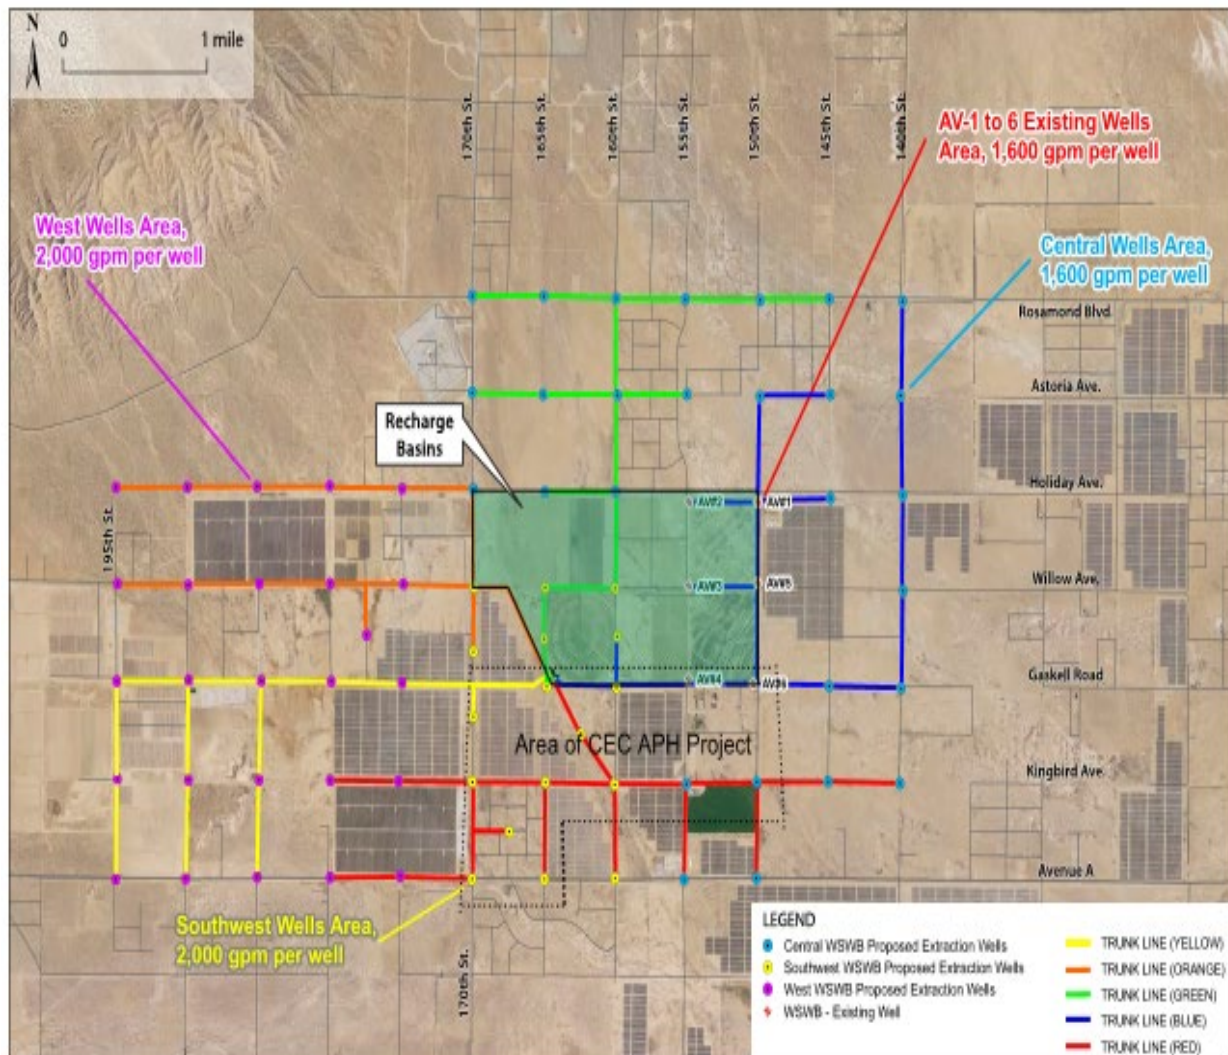 N
0 1 mile
170th St.
165th St.
160th St.
155th St.
150th St.
145th St.
140th St.
AV-1 to 6 Existing Wells
Area, 1,600 gpm per well
West Wells Area,
2,000 gpm per well
Central Wells Area,
1,600 gpm per well
Rosamond Blvd.
Astoria Ave.
Recharge
Basins
Holiday Ave.
AV#2
AV#1
195th St.
Willow Ave.
AV#3
AV#5
Gaskell Road
AV#4
AV#6
Area of CEC APH Project
Kingbird Ave.
Avenue A
Southwest Wells Area,
2,000 gpm per well
170th St.
LEGEND
Central WSWB Proposed Extraction Wells
Southwest WSWB Proposed Extraction Wells
West WSWB Proposed Extraction Wells
WSWB - Existing Well
TRUNK LINE (YELLOW)
TRUNK LINE (ORANGE)
TRUNK LINE (GREEN)
TRUNK LINE (BLUE)
TRUNK LINE (RED)